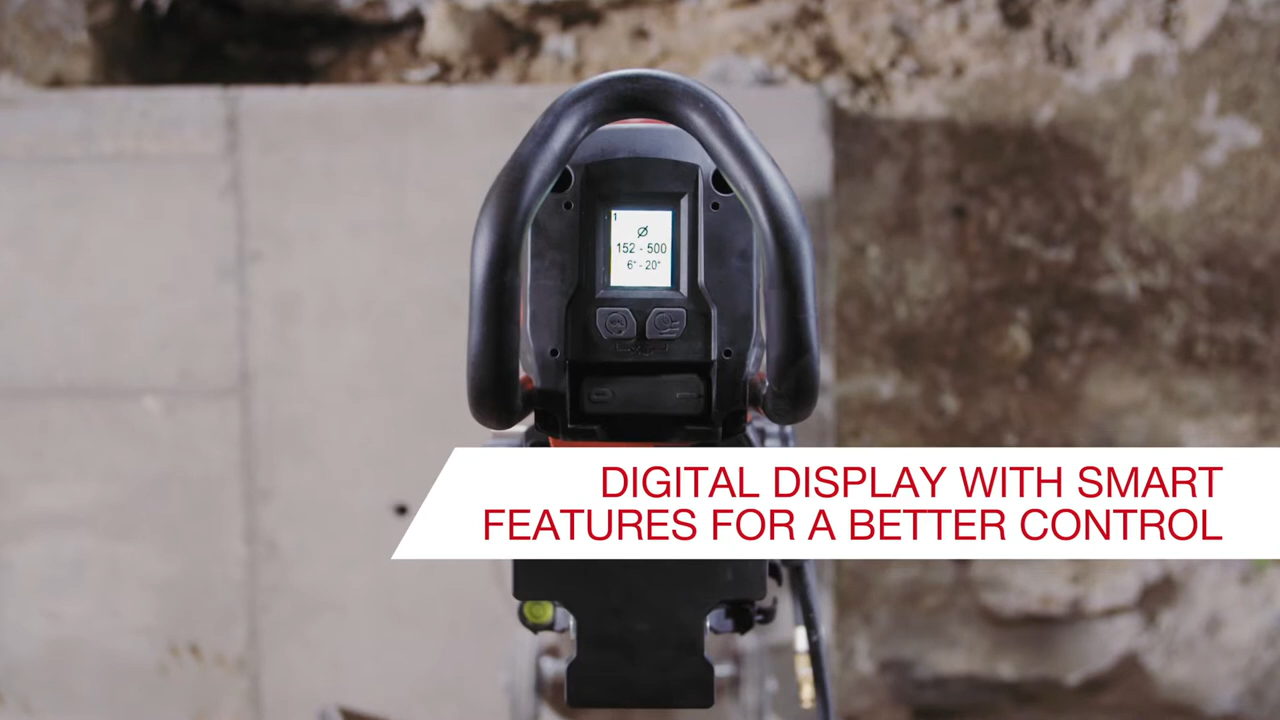 1
Ø
152 - 500
6" - 20"
DIGITAL DISPLAY WITH SMART
FEATURES FOR A BETTER CONTROL